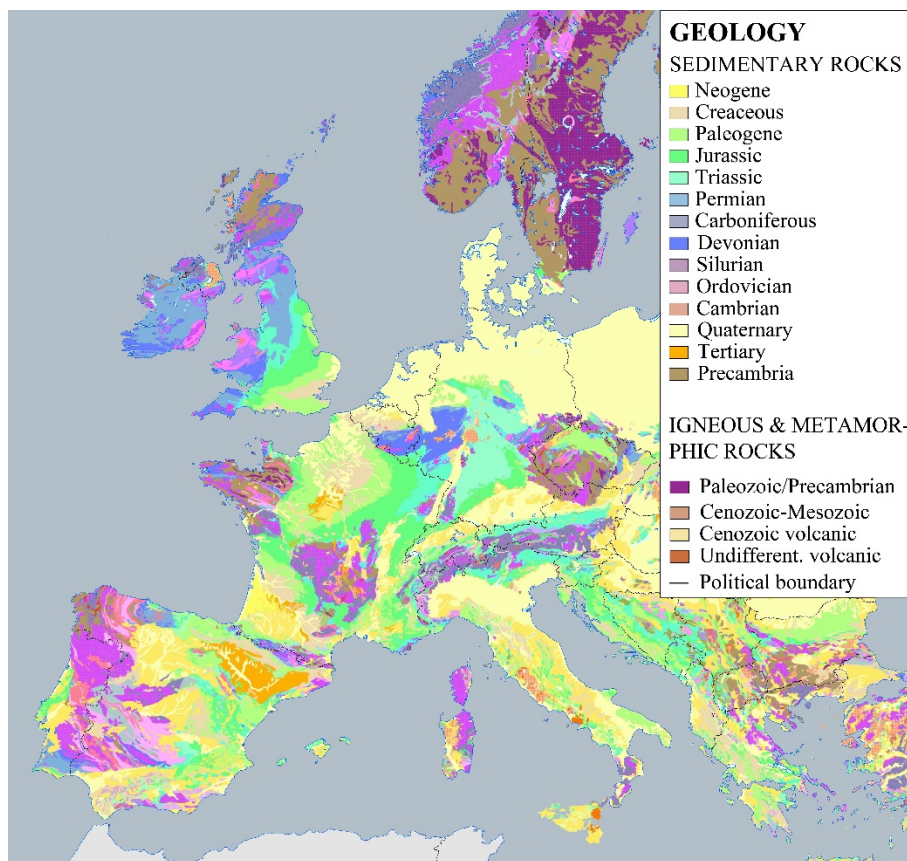 GEOLOGY
SEDIMENTARY ROCKS
Neogene
Creaceous
Paleogene
Jurassic
Triassic
Permian
Carboniferous
Devonian
Silurian
Ordovician
Cambrian
Quaternary
Tertiary
Precambria
IGNEOUS & METAMOR-
PHIC ROCKS
Paleozoic/Precambrian
Cenozoic-Mesozoic
Cenozoic volcanic
Undifferent. volcanic
Political boundary